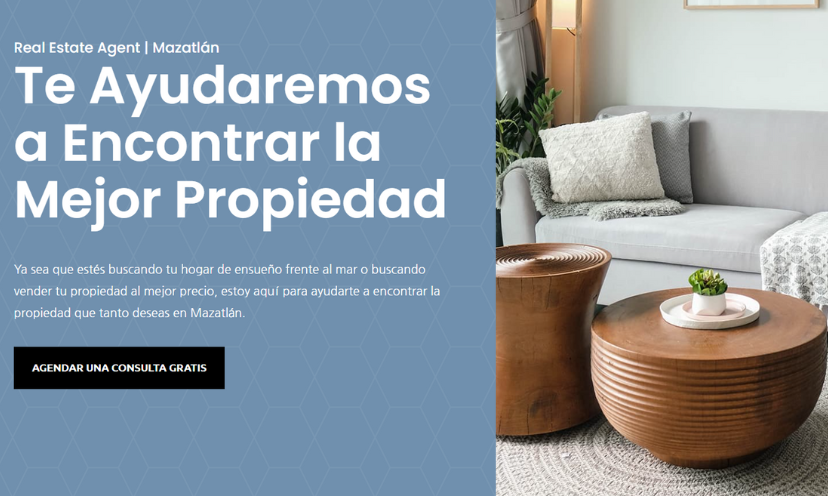 Real Estate Agent | Mazatlán
Te Ayudaremos
a Encontrar la
Mejor Propiedad
Ya sea que estés buscando tu hogar de ensueño frente al mar o buscando
vender tu propiedad al mejor precio, estoy aquí para ayudarte a encontrar la
propiedad que tanto deseas en Mazatlán.
AGENDAR UNA CONSULTA GRATIS